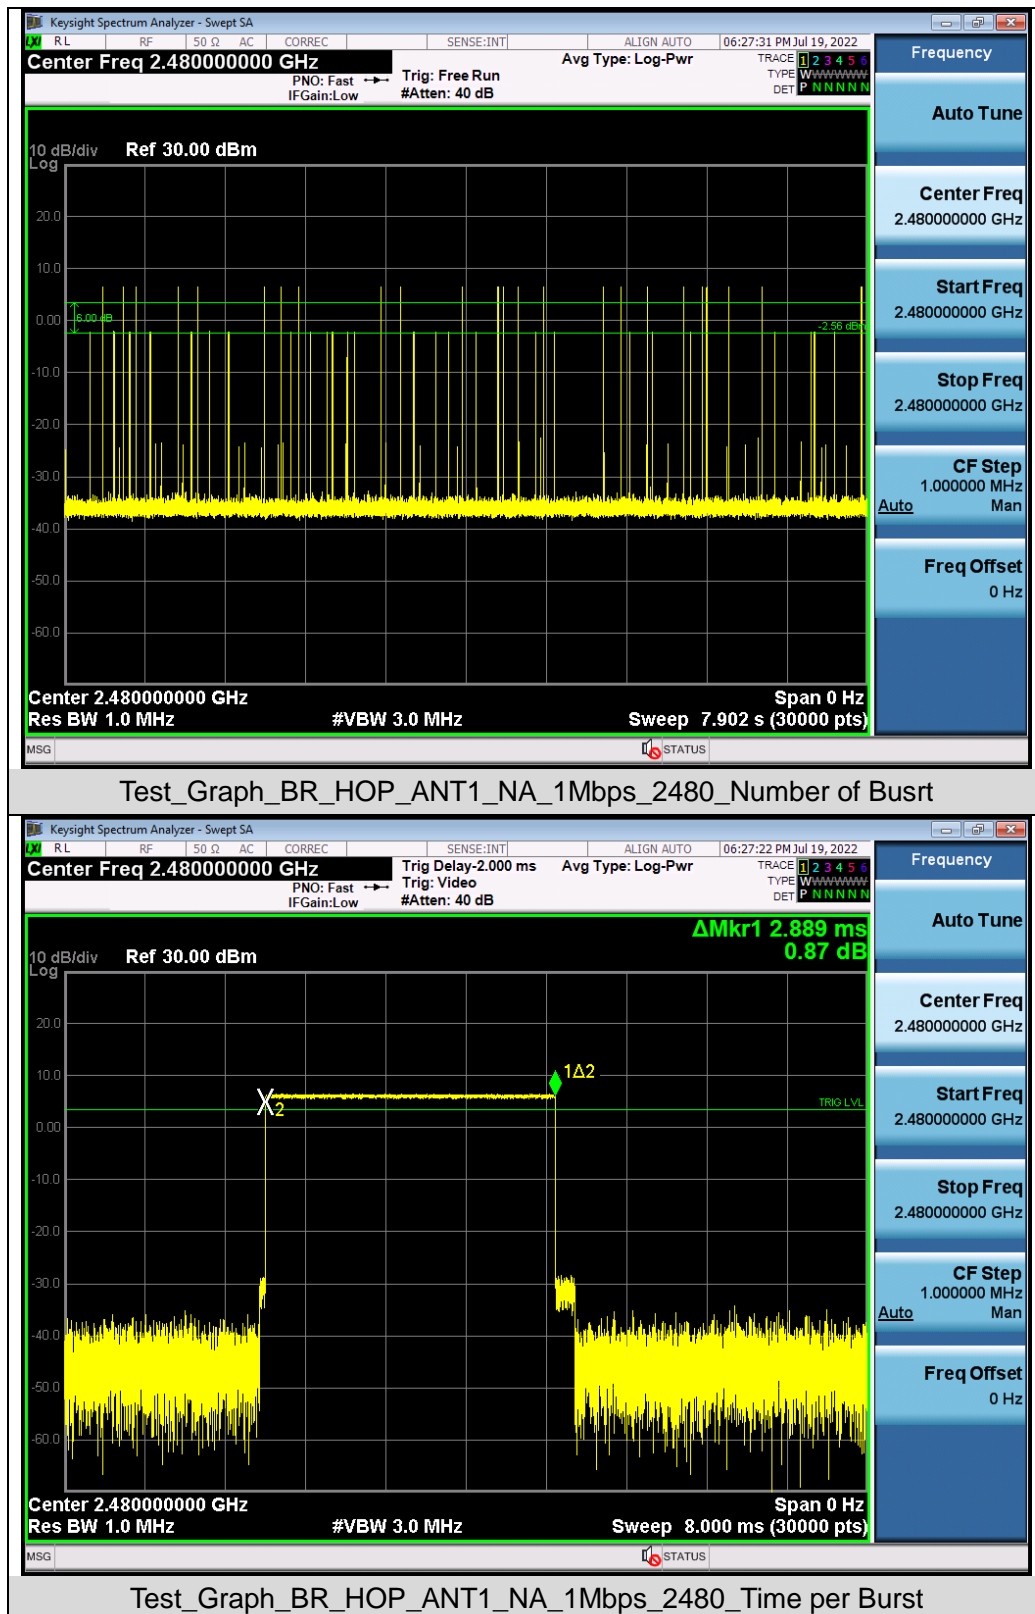 Keysight Spectrum Analyzer - Swept SA
LXI RL RF 50 Ω AC CORREC SENSE:INT ALIGN AUTO 06:27:31 PM Jul 19, 2022
Center Freq 2.480000000 GHz
PNO: Fast
IFGain:Low
Trig: Free Run
#Atten: 40 dB
Avg Type: Log-Pwr
TRACE 1 2 3 4 5 6
TYPE WWWWWW
DET P N N N N N
Frequency
Auto Tune
Center Freq
2.480000000 GHz
Start Freq
2.480000000 GHz
Stop Freq
2.480000000 GHz
CF Step
1.000000 MHz
Auto Man
Freq Offset
0 Hz
10 dB/div Ref 30.00 dBm
Log
20.0
10.0
0.00
6.00 dB
-2.56 dBm
-10.0
-20.0
-30.0
-40.0
-50.0
-60.0
Center 2.480000000 GHz Span 0 Hz
Res BW 1.0 MHz #VBW 3.0 MHz Sweep 7.902 s (30000 pts)
MSG STATUS
Test_Graph_BR_HOP_ANT1_NA_1Mbps_2480_Number of Busrt
Keysight Spectrum Analyzer - Swept SA
LXI RL RF 50 Ω AC CORREC SENSE:INT ALIGN AUTO 06:27:22 PM Jul 19, 2022
Center Freq 2.480000000 GHz
PNO: Fast
IFGain:Low
Trig Delay-2.000 ms
Trig: Video
#Atten: 40 dB
Avg Type: Log-Pwr
TRACE 1 2 3 4 5 6
TYPE WWWWWW
DET P N N N N N
Frequency
Auto Tune
Center Freq
2.480000000 GHz
Start Freq
2.480000000 GHz
Stop Freq
2.480000000 GHz
CF Step
1.000000 MHz
Auto Man
Freq Offset
0 Hz
ΔMkr1 2.889 ms
0.87 dB
10 dB/div Ref 30.00 dBm
Log
20.0
10.0
1Δ2
X2
TRIG LVL
0.00
-10.0
-20.0
-30.0
-40.0
-50.0
-60.0
Center 2.480000000 GHz Span 0 Hz
Res BW 1.0 MHz #VBW 3.0 MHz Sweep 8.000 ms (30000 pts)
MSG STATUS
Test_Graph_BR_HOP_ANT1_NA_1Mbps_2480_Time per Burst